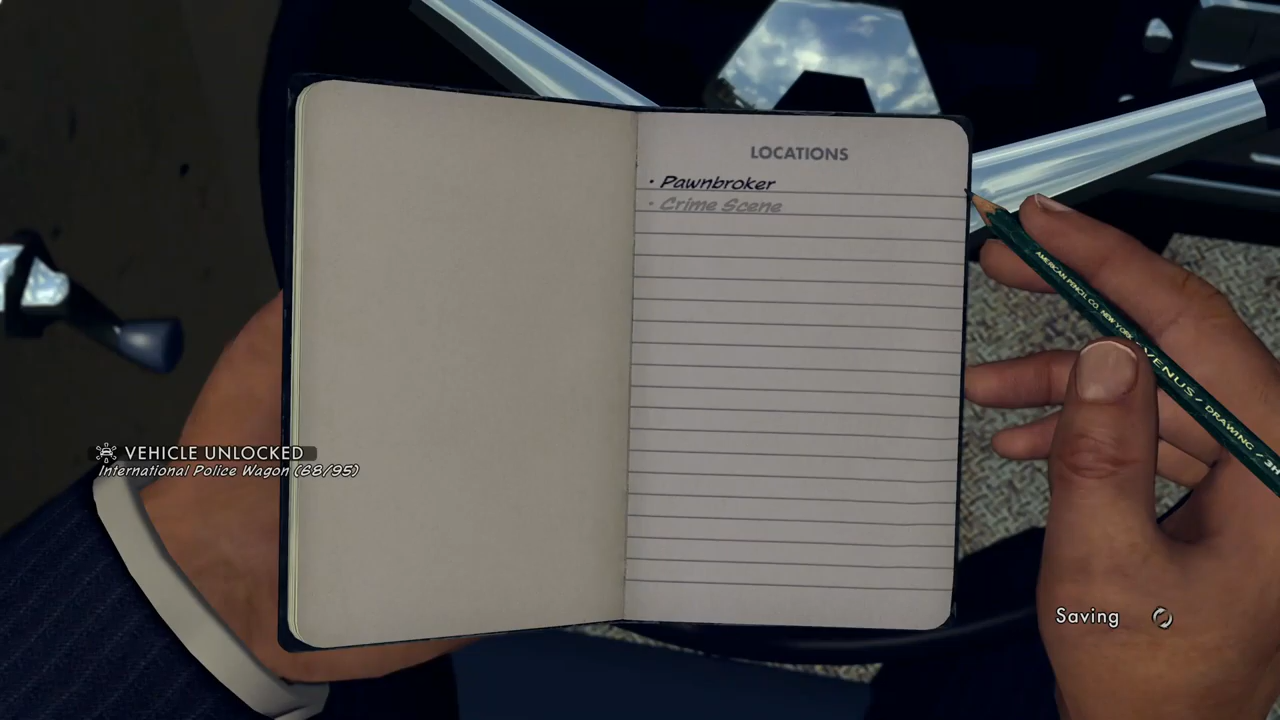 LOCATIONS
· Pawnbroker
· Crime Scene
AMERICAN PENCIL CO. NEW YORK
VENUS / DRAWING / 3H
VEHICLE UNLOCKED
International Police Wagon (68/95)
Saving